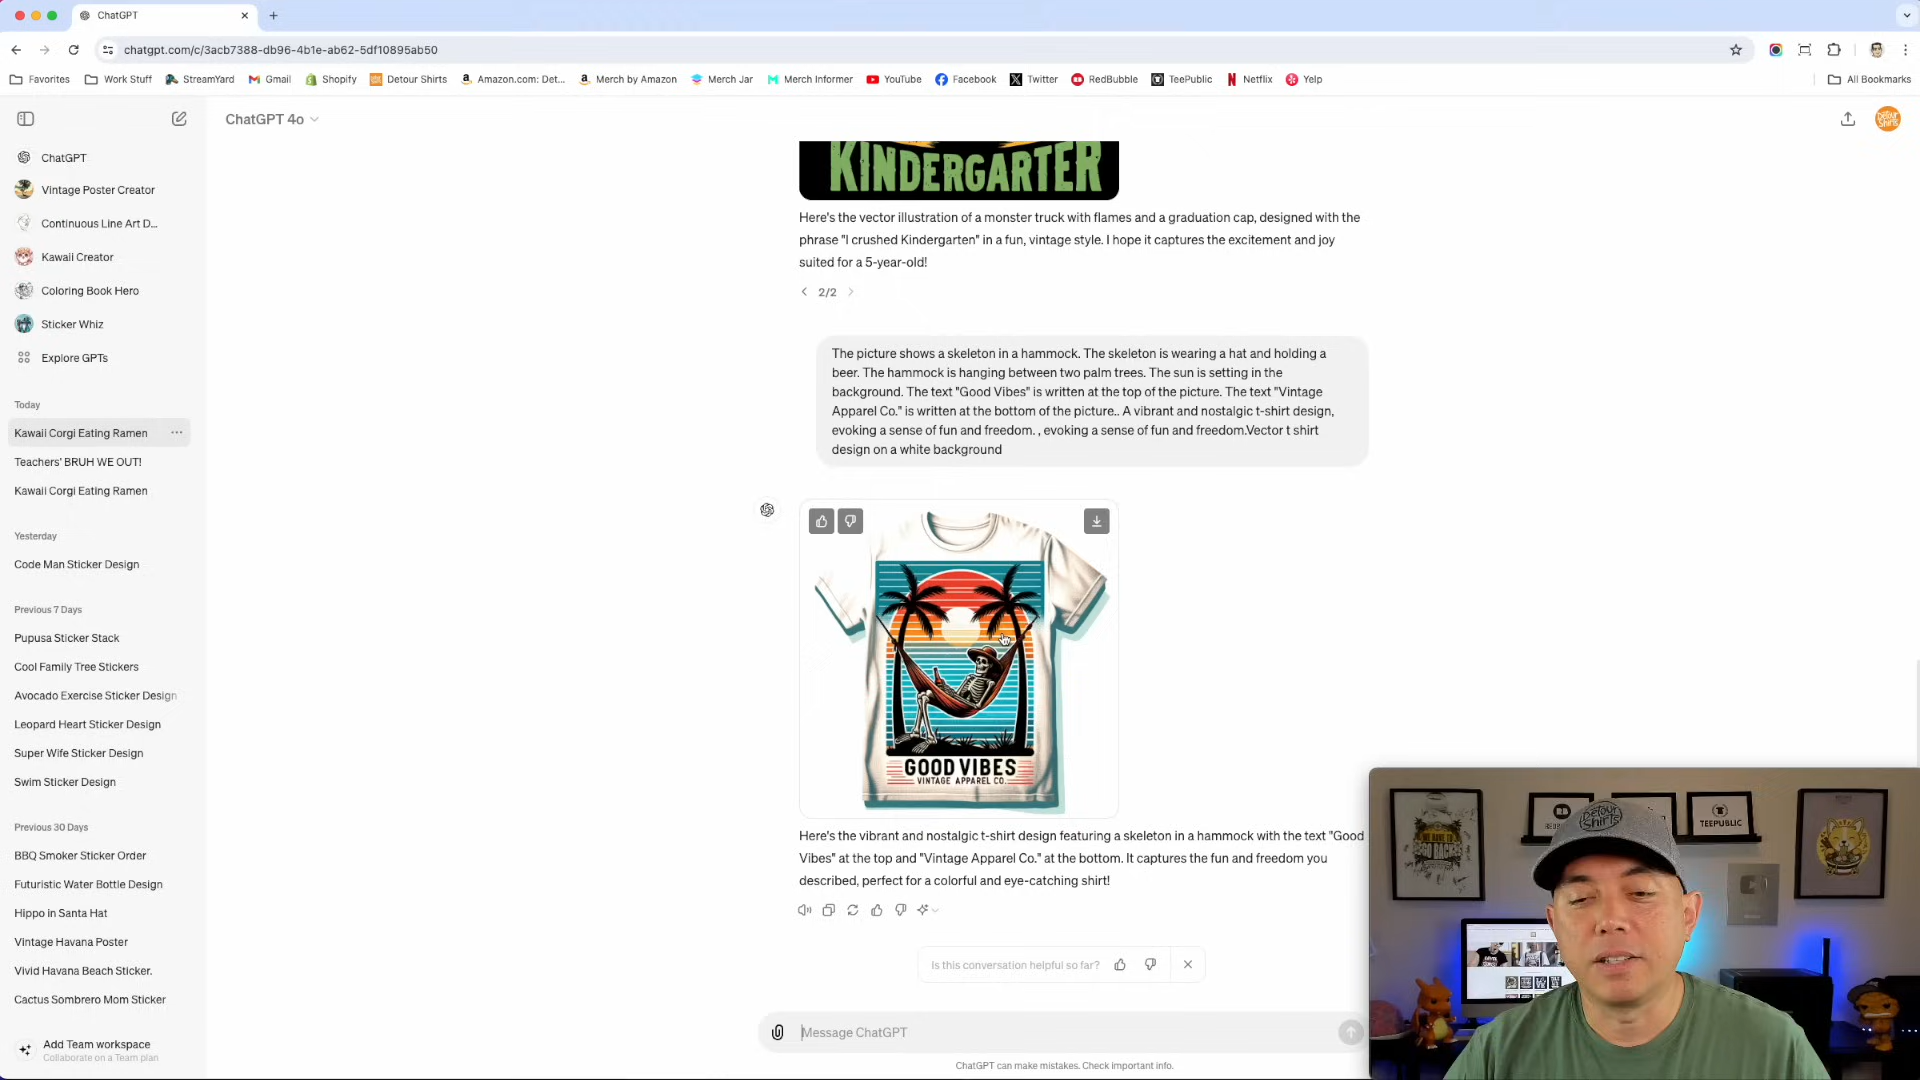 ChatGPT
chatgpt.com/c/3acb7388-db96-4b1e-ab62-5df10895ab50
Favorites
Work Stuff
StreamYard
Gmail
Shopify
Detour Shirts
Amazon.com: Det...
Merch by Amazon
Merch Jar
Merch Informer
YouTube
Facebook
Twitter
RedBubble
TeePublic
Netflix
Yelp
All Bookmarks
ChatGPT 4o
ChatGPT
Vintage Poster Creator
Continuous Line Art D...
Kawaii Creator
Coloring Book Hero
Sticker Whiz
Explore GPTs
Today
Kawaii Corgi Eating Ramen
Teachers' BRUH WE OUT!
Kawaii Corgi Eating Ramen
Yesterday
Code Man Sticker Design
Previous 7 Days
Pupusa Sticker Stack
Cool Family Tree Stickers
Avocado Exercise Sticker Design
Leopard Heart Sticker Design
Super Wife Sticker Design
Swim Sticker Design
Previous 30 Days
BBQ Smoker Sticker Order
Futuristic Water Bottle Design
Hippo in Santa Hat
Vintage Havana Poster
Vivid Havana Beach Sticker.
Cactus Sombrero Mom Sticker
Add Team workspace
Collaborate on a Team plan
KINDERGARTER
Here's the vector illustration of a monster truck with flames and a graduation cap, designed with the
phrase "I crushed Kindergarten" in a fun, vintage style. I hope it captures the excitement and joy
suited for a 5-year-old!
2/2
The picture shows a skeleton in a hammock. The skeleton is wearing a hat and holding a
beer. The hammock is hanging between two palm trees. The sun is setting in the
background. The text "Good Vibes" is written at the top of the picture. The text "Vintage
Apparel Co." is written at the bottom of the picture.. A vibrant and nostalgic t-shirt design,
evoking a sense of fun and freedom. , evoking a sense of fun and freedom.Vector t shirt
design on a white background
GOOD VIBES
VINTAGE APPAREL CO.
Here's the vibrant and nostalgic t-shirt design featuring a skeleton in a hammock with the text "Good
Vibes" at the top and "Vintage Apparel Co." at the bottom. It captures the fun and freedom you
described, perfect for a colorful and eye-catching shirt!
Is this conversation helpful so far?
Message ChatGPT
ChatGPT can make mistakes. Check important info.
TEEPUBLIC
DETOUR
SHIRTS